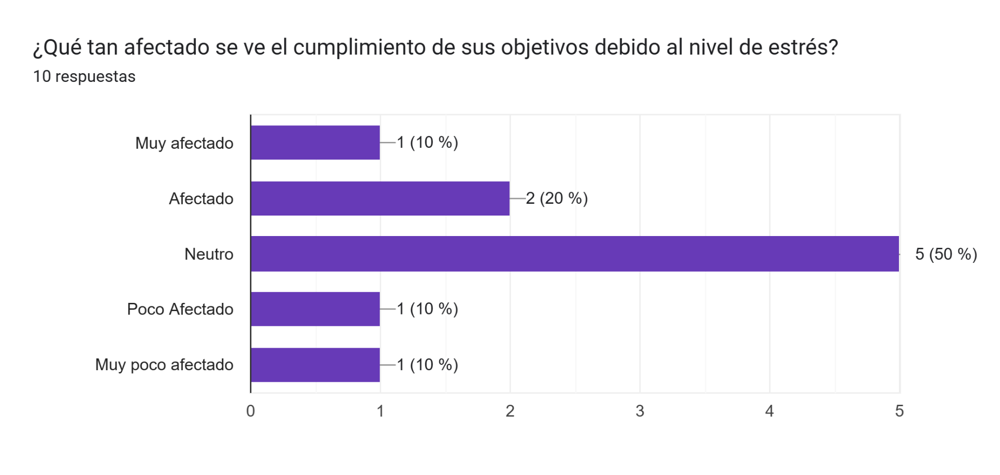 ¿Qué tan afectado se ve el cumplimiento de sus objetivos debido al nivel de estrés?
10 respuestas
Muy afectado 1 (10 %)
Afectado 2 (20 %)
Neutro 5 (50 %)
Poco Afectado 1 (10 %)
Muy poco afectado 1 (10 %)
0 1 2 3 4 5